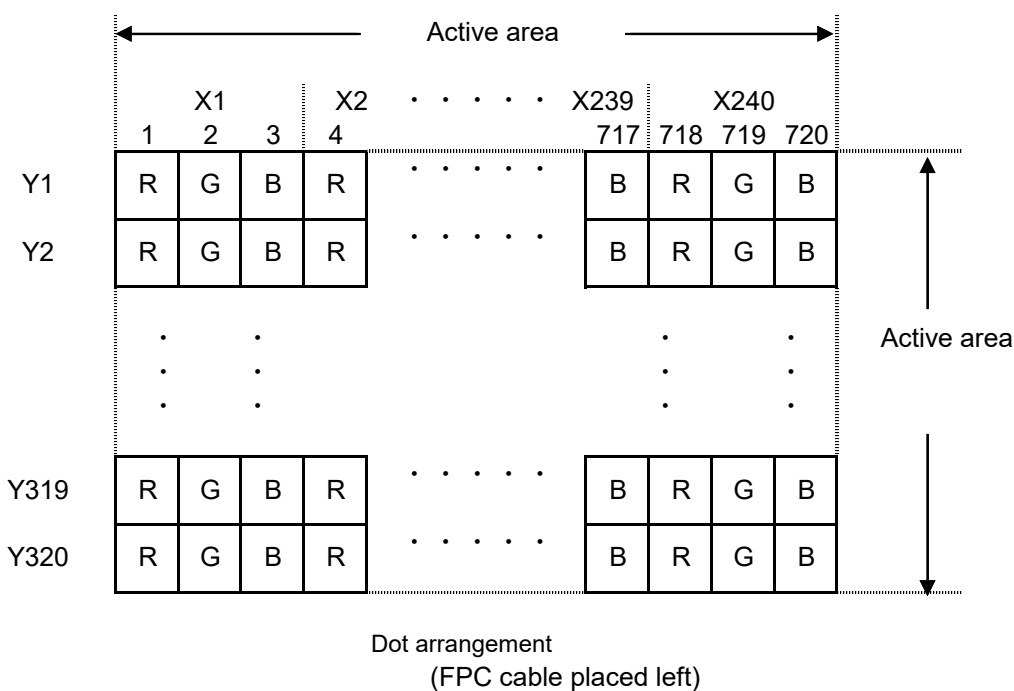 Active area
X1 X2 · · · · · X239 X240
1 2 3 4 717 718 719 720
Y1 R G B R · · · · · B R G B
Y2 R G B R · · · · · B R G B
· · · ·
· · · ·
· · · ·
Active area
Y319 R G B R · · · · · B R G B
Y320 R G B R · · · · · B R G B
Dot arrangement
(FPC cable placed left)